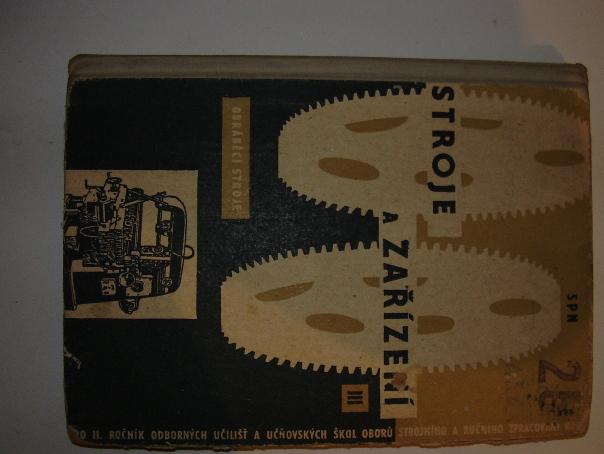 STROJE
A ZAŘÍZENÍ
III
OBRÁBĚCÍ STROJE
SPN
II. ROČNÍK ODBORNÝCH UČILIŠŤ A UČŇOVSKÝCH ŠKOL OBORŮ STROJNÍHO A RUČNÍHO ZPRACOVÁNÍ